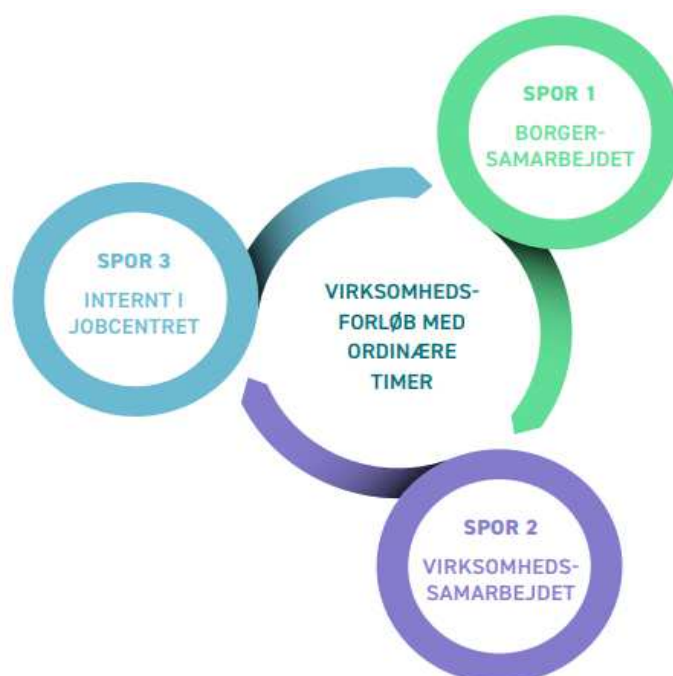 SPOR 1
BORGER-
SAMARBEJDET
SPOR 3
INTERNT I
JOBCENTRET
VIRKSOMHEDS-
FORLØB MED
ORDINÆRE
TIMER
SPOR 2
VIRKSOMHEDS-
SAMARBEJDET